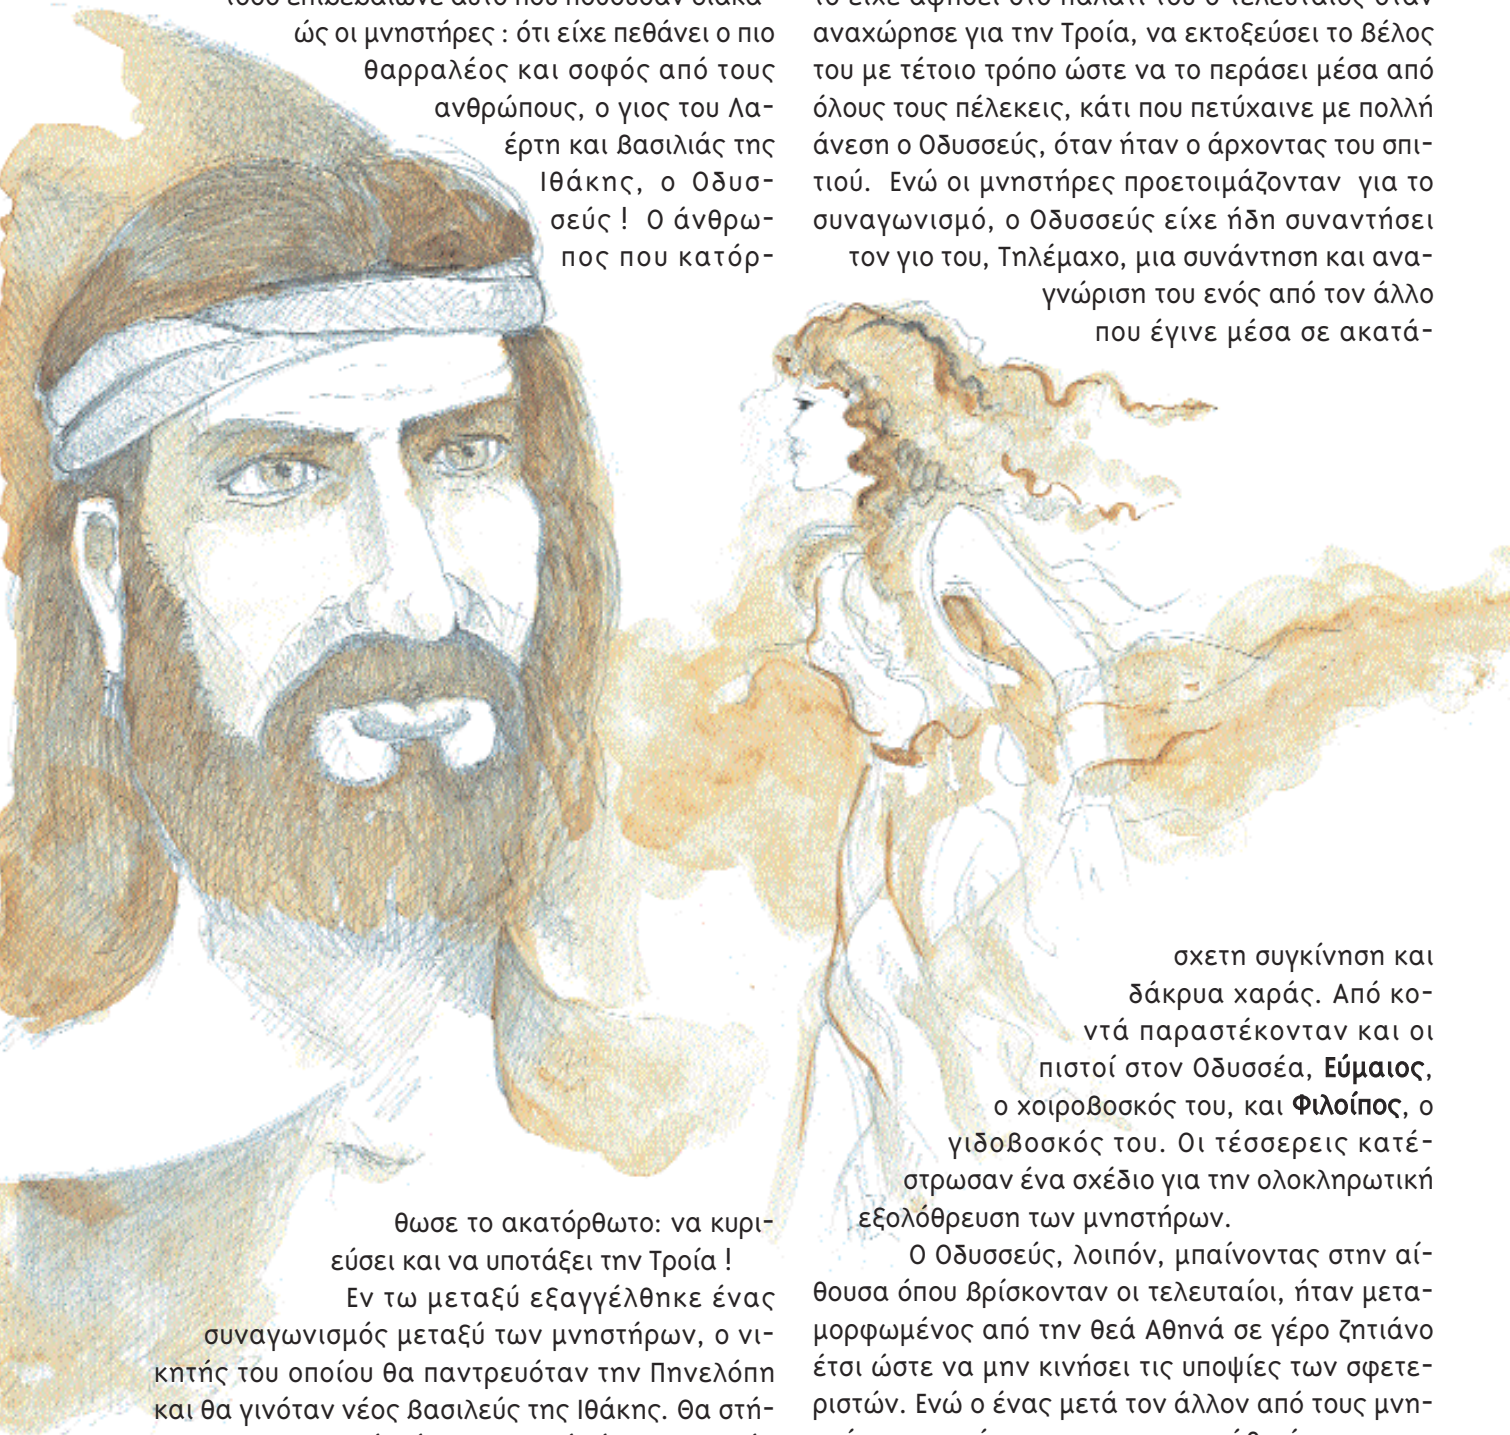 ώς οι μνηστήρες : ότι είχε πεθάνει ο πιο
θαρραλέος και σοφός από τους
ανθρώπους, ο γιος του Λα-
έρτη και βασιλιάς της
Ιθάκης, ο Οδυσ-
σεύς ! Ο άνθρω-
πος που κατόρ-
θωσε το ακατόρθωτο: να κυρι-
εύσει και να υποτάξει την Τροία !
Εν τω μεταξύ εξαγγέλθηκε ένας
συναγωνισμός μεταξύ των μνηστήρων, ο νι-
κητής του οποίου θα παντρευόταν την Πηνελόπη
και θα γινόταν νέος βασιλεύς της Ιθάκης. Θα στή-
το είχε αφήσει στο παλάτι του ο τελευταίος όταν
αναχώρησε για την Τροία, να εκτοξεύσει το βέλος
του με τέτοιο τρόπο ώστε να το περάσει μέσα από
όλους τους πέλεκεις, κάτι που πετύχαινε με πολλή
άνεση ο Οδυσσεύς, όταν ήταν ο άρχοντας του σπι-
τιού. Ενώ οι μνηστήρες προετοιμάζονταν για το
συναγωνισμό, ο Οδυσσεύς είχε ήδη συναντήσει
τον γιο του, Τηλέμαχο, μια συνάντηση και ανα-
γνώριση του ενός από τον άλλο
που έγινε μέσα σε ακατά-
σχετη συγκίνηση και
δάκρυα χαράς. Από κο-
ντά παραστέκονταν και οι
πιστοί στον Οδυσσέα, Εύμαιος,
ο χοιροβοσκός του, και Φιλοίπος, ο
γιδοβοσκός του. Οι τέσσερεις κατέ-
στρωσαν ένα σχέδιο για την ολοκληρωτική
εξολόθρευση των μνηστήρων.
Ο Οδυσσεύς, λοιπόν, μπαίνοντας στην αί-
θουσα όπου βρίσκονταν οι τελευταίοι, ήταν μετα-
μορφωμένος από την θεά Αθηνά σε γέρο ζητιάνο
έτσι ώστε να μην κινήσει τις υποψίες των σφετε-
ριστών. Ενώ ο ένας μετά τον άλλον από τους μνη-